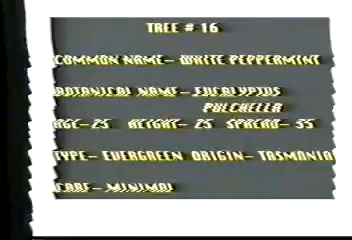 TREE # 16
COMMON NAME- WHITE PEPPERMINT
BOTANICAL NAME- EUCALYPTUS
PULCHELLA
AGE- 25 HEIGHT- 25 SPREAD- 35
TYPE- EVERGREEN ORIGIN- TASMANIA
CARE- MINIMAL